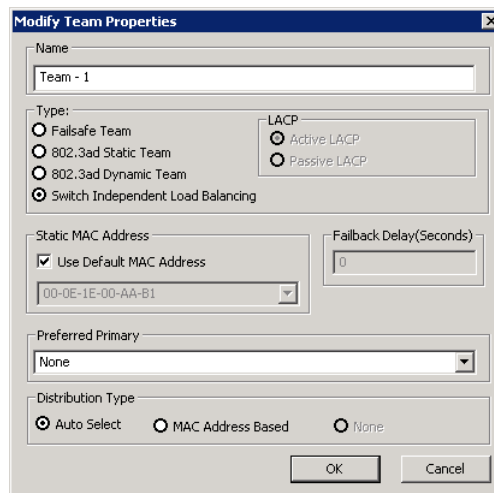 Modify Team Properties
Name
Team - 1
Type:
Failsafe Team
802.3ad Static Team
802.3ad Dynamic Team
Switch Independent Load Balancing
LACP
Active LACP
Passive LACP
Static MAC Address
Use Default MAC Address
00-0E-1E-00-AA-B1
Failback Delay(Seconds)
0
Preferred Primary
None
Distribution Type
Auto Select
MAC Address Based
None
OK
Cancel